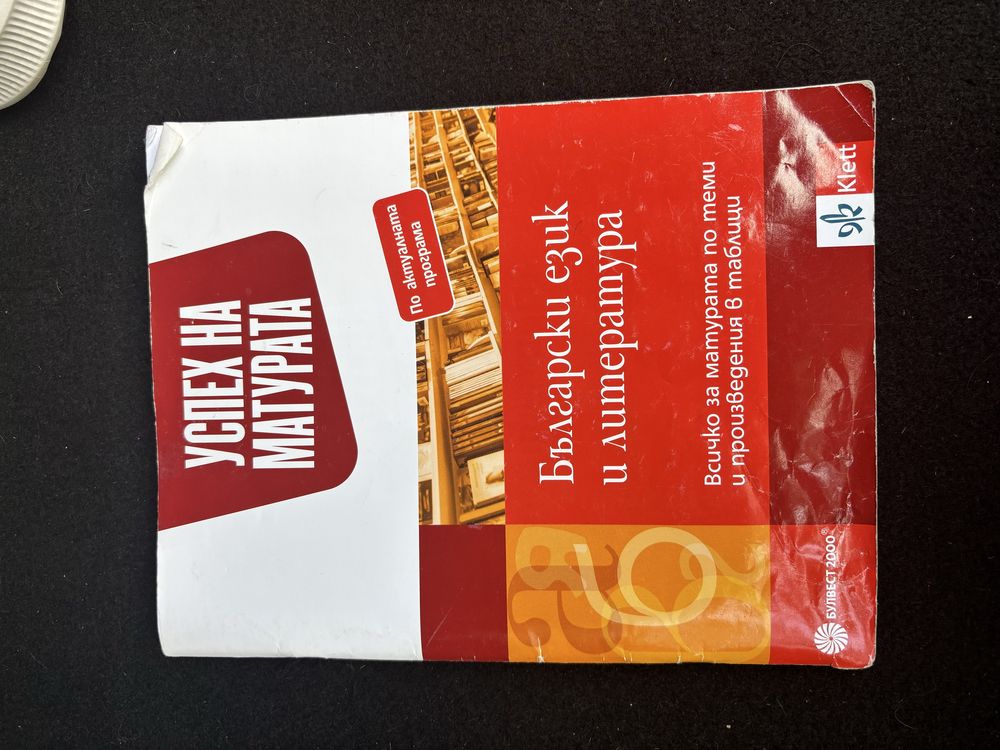 УСПЕХ НА
МАТУРАТА
По актуалната
програма
Български език
и литература
Всичко за матурата по теми
и произведения в таблици
БУЛВЕСТ 2000®
Klett